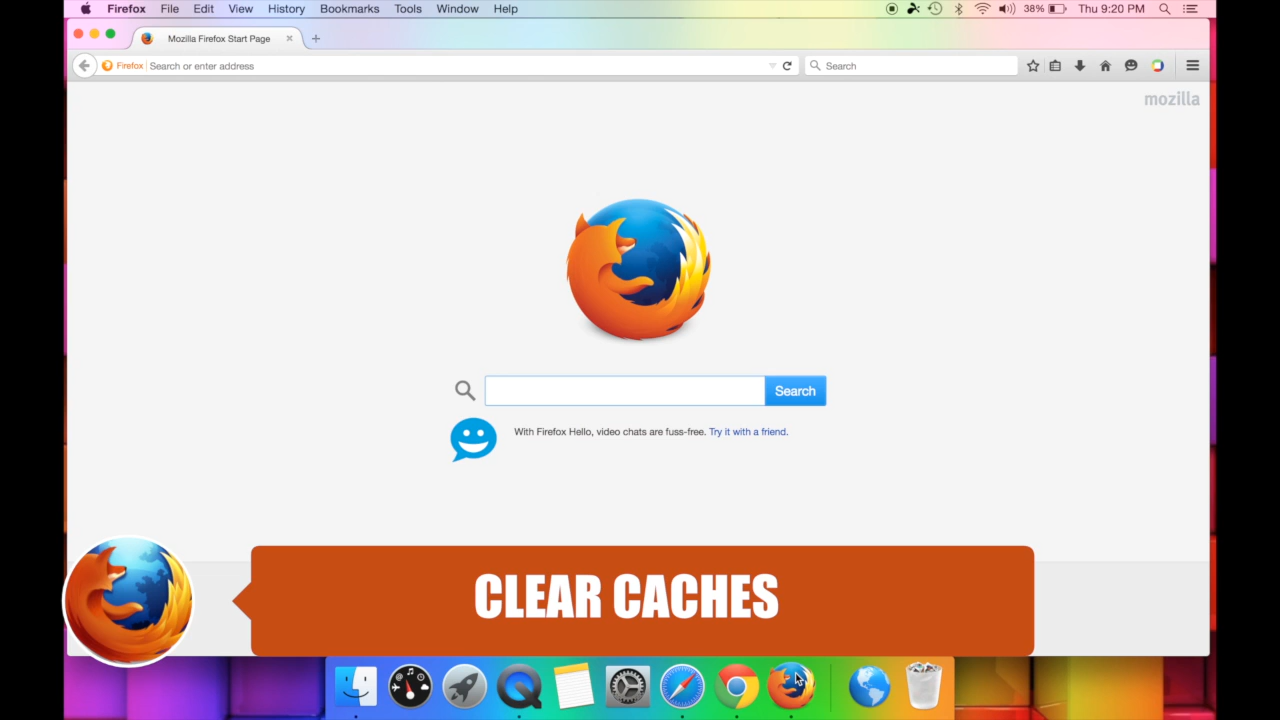 Firefox File Edit View History Bookmarks Tools Window Help 38% Thu 9:20 PM
Mozilla Firefox Start Page
Firefox Search or enter address Search
mozilla
Search
With Firefox Hello, video chats are fuss-free. Try it with a friend.
CLEAR CACHES